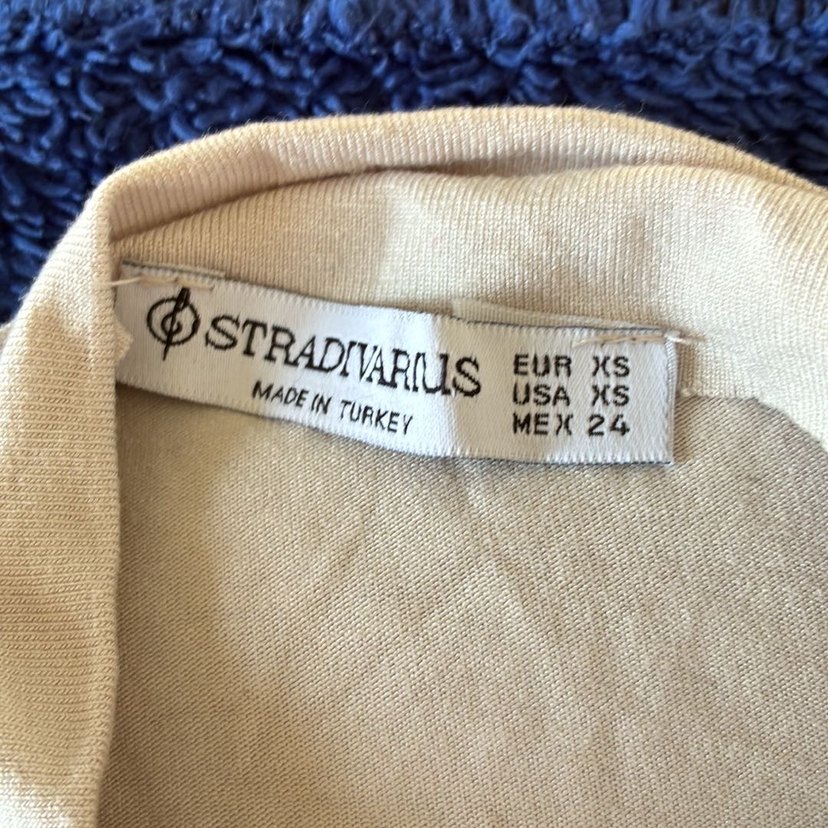 STRADIVARIUS
MADE IN TURKEY
EUR XS
USA XS
MEX 24